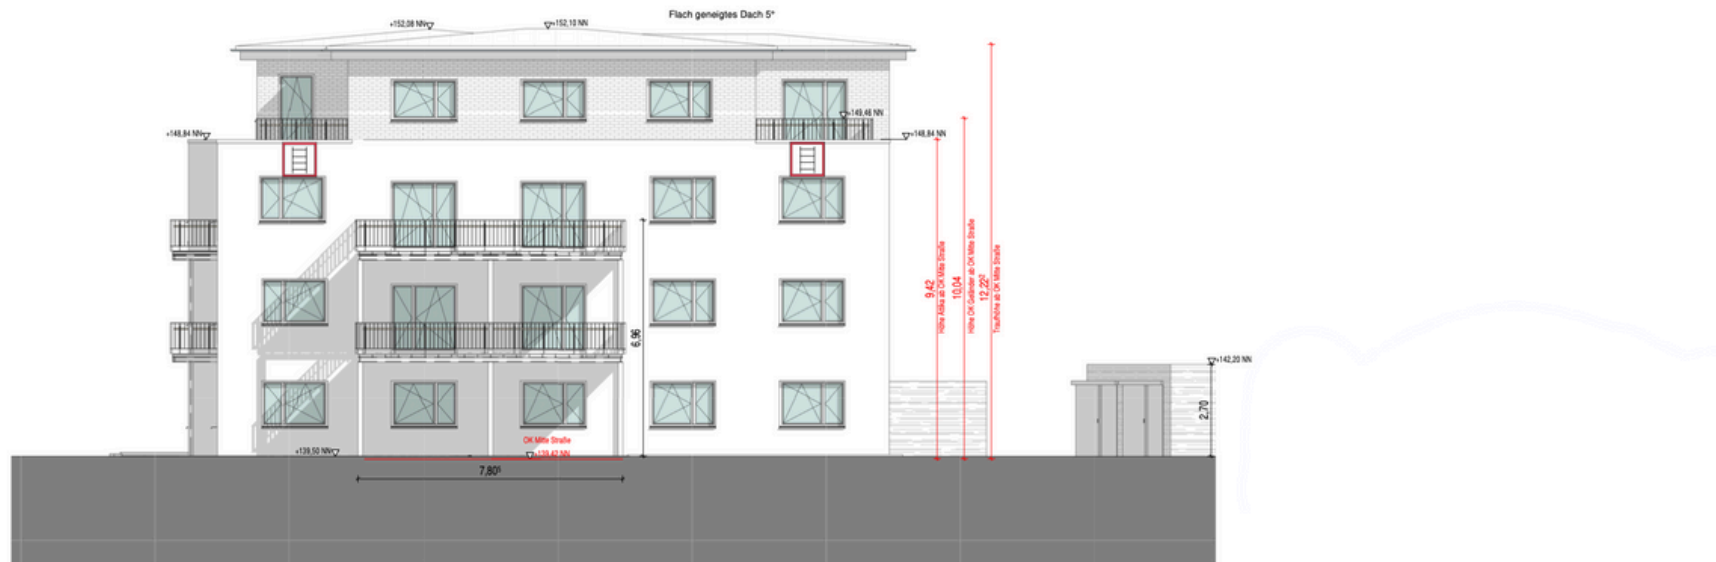 Flach geneigtes Dach 5°
+152,08 NN
+152,10 NN
+149,46 NN
+148,84 NN
+148,84 NN
9,42
Höhe Attika ab OK Mitte Straße
10,04
Höhe OK Geländer ab OK Mitte Straße
12,22²
Traufhöhe ab OK Mitte Straße
6,96
+142,20 NN
2,70
OK Mitte Straße
+139,50 NN
+139,42 NN
7,80⁵